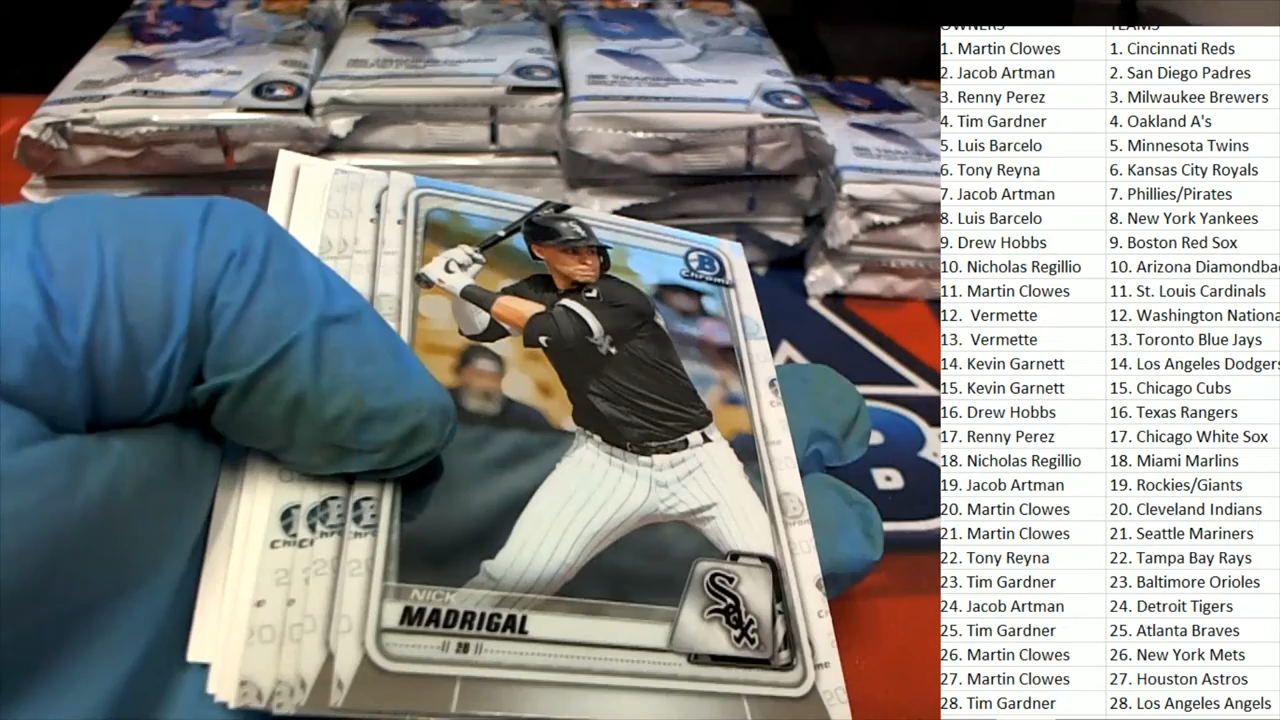 OWNERS TEAMS
1. Martin Clowes 1. Cincinnati Reds
2. Jacob Artman 2. San Diego Padres
3. Renny Perez 3. Milwaukee Brewers
4. Tim Gardner 4. Oakland A's
5. Luis Barcelo 5. Minnesota Twins
6. Tony Reyna 6. Kansas City Royals
7. Jacob Artman 7. Phillies/Pirates
8. Luis Barcelo 8. New York Yankees
9. Drew Hobbs 9. Boston Red Sox
10. Nicholas Regillio 10. Arizona Diamondba
11. Martin Clowes 11. St. Louis Cardinals
12. Vermette 12. Washington Nationa
13. Vermette 13. Toronto Blue Jays
14. Kevin Garnett 14. Los Angeles Dodgers
15. Kevin Garnett 15. Chicago Cubs
16. Drew Hobbs 16. Texas Rangers
17. Renny Perez 17. Chicago White Sox
18. Nicholas Regillio 18. Miami Marlins
19. Jacob Artman 19. Rockies/Giants
20. Martin Clowes 20. Cleveland Indians
21. Martin Clowes 21. Seattle Mariners
22. Tony Reyna 22. Tampa Bay Rays
23. Tim Gardner 23. Baltimore Orioles
24. Jacob Artman 24. Detroit Tigers
25. Tim Gardner 25. Atlanta Braves
26. Martin Clowes 26. New York Mets
27. Martin Clowes 27. Houston Astros
28. Tim Gardner 28. Los Angeles Angels
B
Chrome
NICK
MADRIGAL
2B
SOX